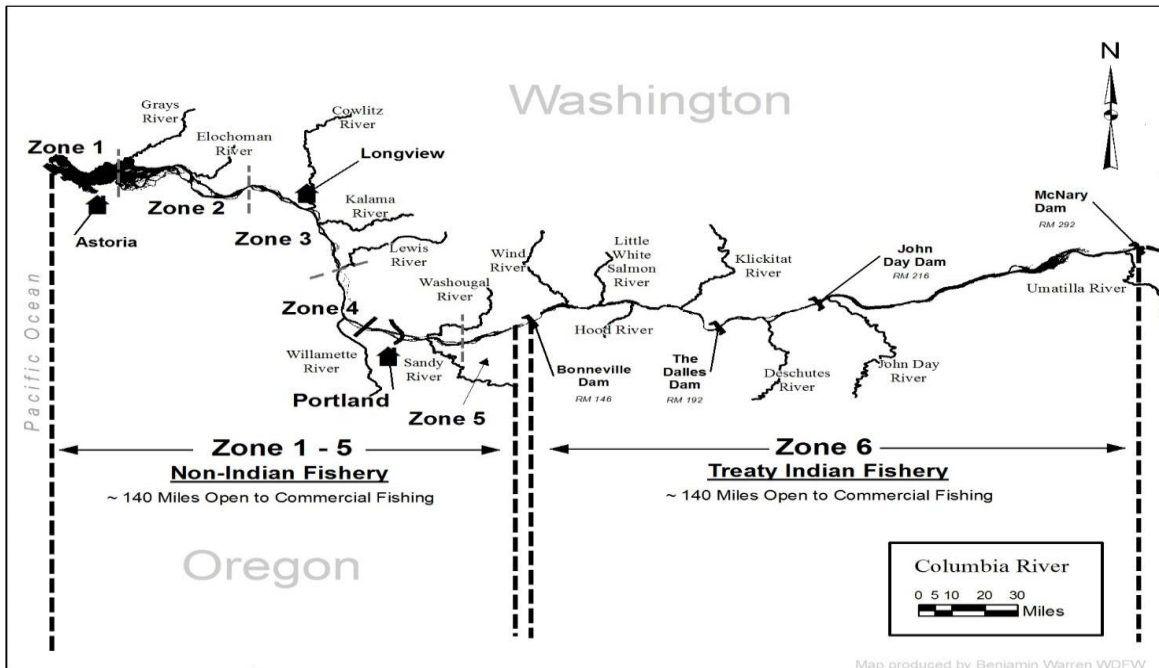 Washington
N
Grays
River
Cowlitz
River
Elochoman
River
Zone 1
Longview
McNary
Dam
RM 292
Zone 2
Kalama
River
Astoria
Zone 3
Lewis
River
Wind
River
Little
White
Salmon
River
Klickitat
River
John
Day Dam
RM 216
Washougal
River
Umatilla River
Zone 4
Hood River
Willamette
River
Sandy
River
Bonneville
Dam
RM 146
The
Dalles
Dam
RM 192
Deschutes
River
John Day
River
Portland
Zone 5
Pacific Ocean
Zone 1 - 5
Non-Indian Fishery
~ 140 Miles Open to Commercial Fishing
Zone 6
Treaty Indian Fishery
~ 140 Miles Open to Commercial Fishing
Oregon
Columbia River
0 5 10 20 30
Miles
Map produced by Benjamin Warren WDFW